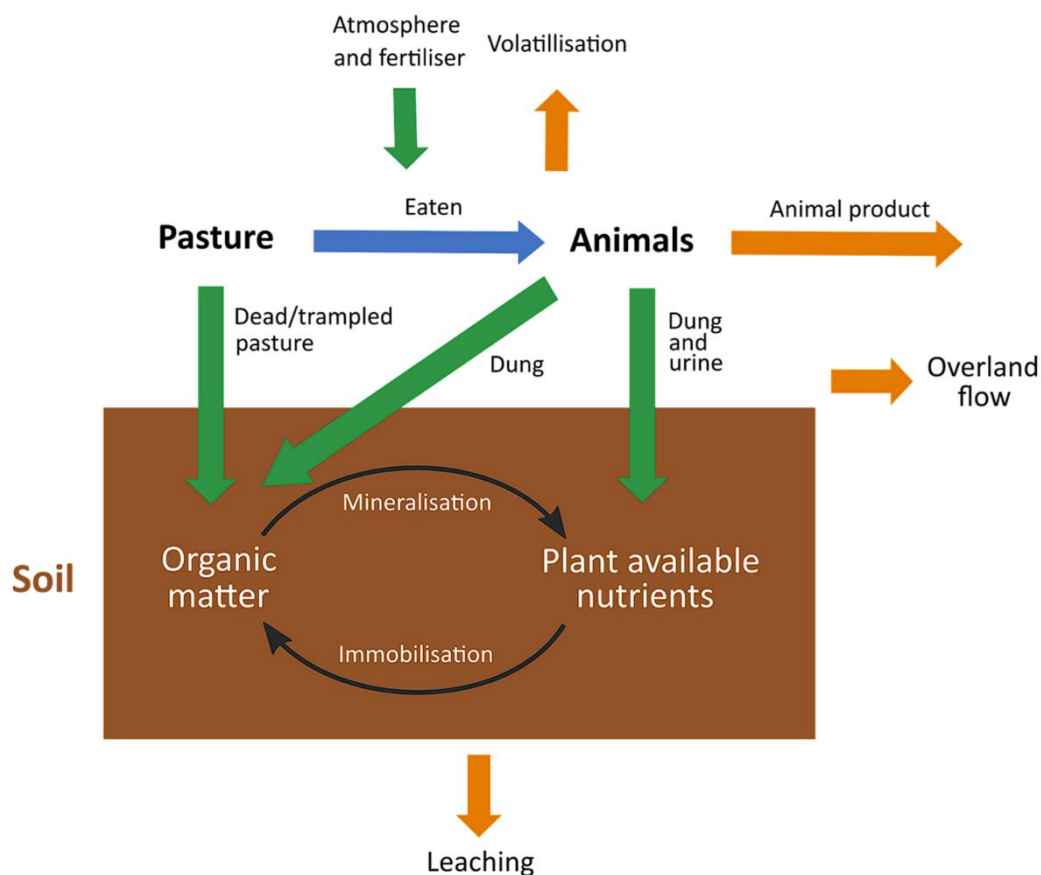 Atmosphere
and fertiliser
Volatillisation
Eaten
Animal product
Pasture
Animals
Dead/trampled
pasture
Dung
Dung
and
urine
Overland
flow
Mineralisation
Organic
matter
Plant available
nutrients
Soil
Immobilisation
Leaching